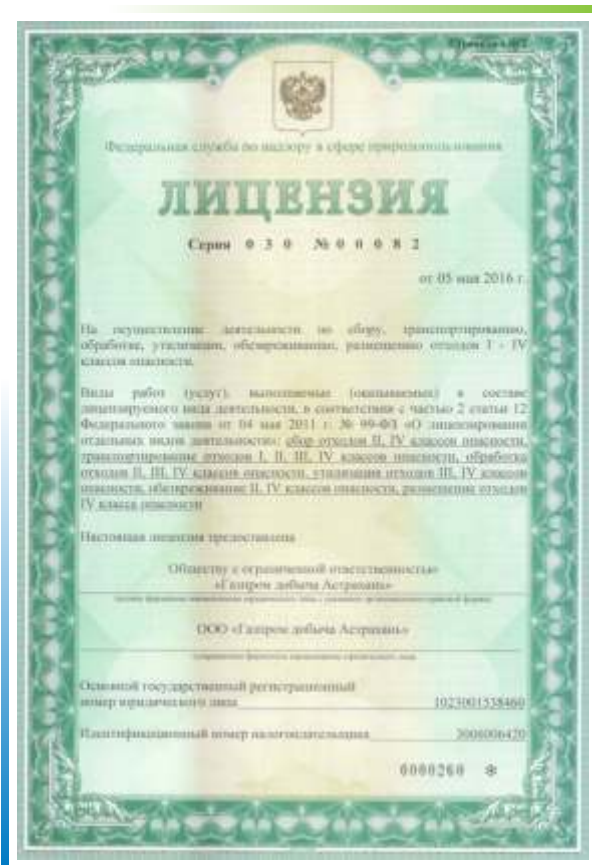 Федеральная служба по надзору в сфере природопользования
ЛИЦЕНЗИЯ
Серия 030 №00082
от 05 мая 2016 г.
На осуществление деятельности по сбору, транспортированию,
обработке, утилизации, обезвреживанию, размещению отходов I - IV
классов опасности.
Виды работ (услуг), выполняемые (оказываемых) в составе
лицензируемого вида деятельности, в соответствии с частью 2 статьи 12
Федерального закона от 04 мая 2011 г. № 99-ФЗ «О лицензировании
отдельных видов деятельности»: сбор отходов II, IV классов опасности,
транспортирование отходов I, II, III, IV классов опасности, обработка
отходов II, III, IV классов опасности, утилизация отходов III, IV классов
опасности, обезвреживание II, IV классов опасности, размещение отходов
IV класса опасности
Настоящая лицензия предоставлена
Обществу с ограниченной ответственностью
«Газпром добыча Астрахань»
ООО «Газпром добыча Астрахань»
Основной государственный регистрационный
номер юридического лица 1023001538460
Идентификационный номер налогоплательщика 3006006420
0000260 *